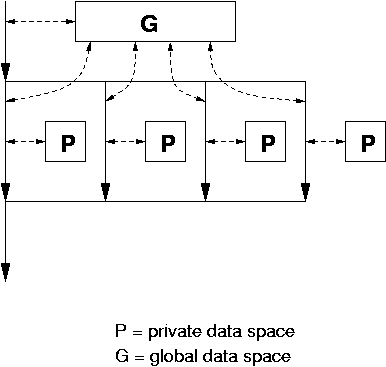 G
P P P P
P = private data space
G = global data space